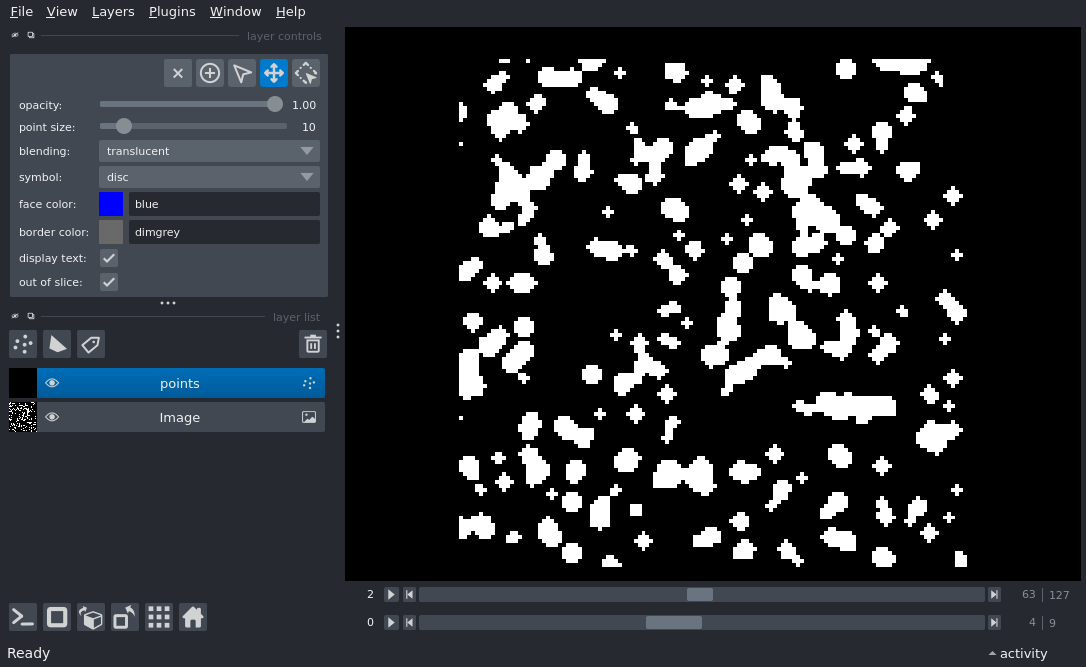 File View Layers Plugins Window Help
layer controls
opacity: 1.00
point size: 10
blending: translucent
symbol: disc
face color: blue
border color: dimgrey
display text:
out of slice:
layer list
points
Image
2 63 | 127
0 4 | 9
Ready activity